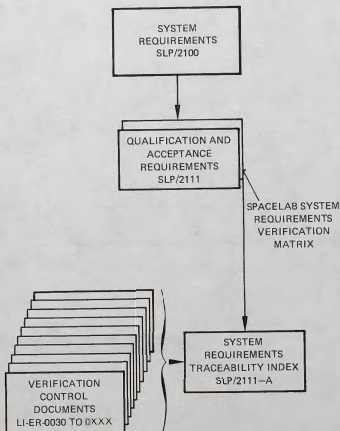 SYSTEM
REQUIREMENTS
SLP/2100
QUALIFICATION AND
ACCEPTANCE
REQUIREMENTS
SLP/2111
SPACELAB SYSTEM
REQUIREMENTS
VERIFICATION
MATRIX
SYSTEM
REQUIREMENTS
TRACEABILITY INDEX
SLP/2111-A
VERIFICATION
CONTROL
DOCUMENTS
LI-ER-0030 TO 0XXX